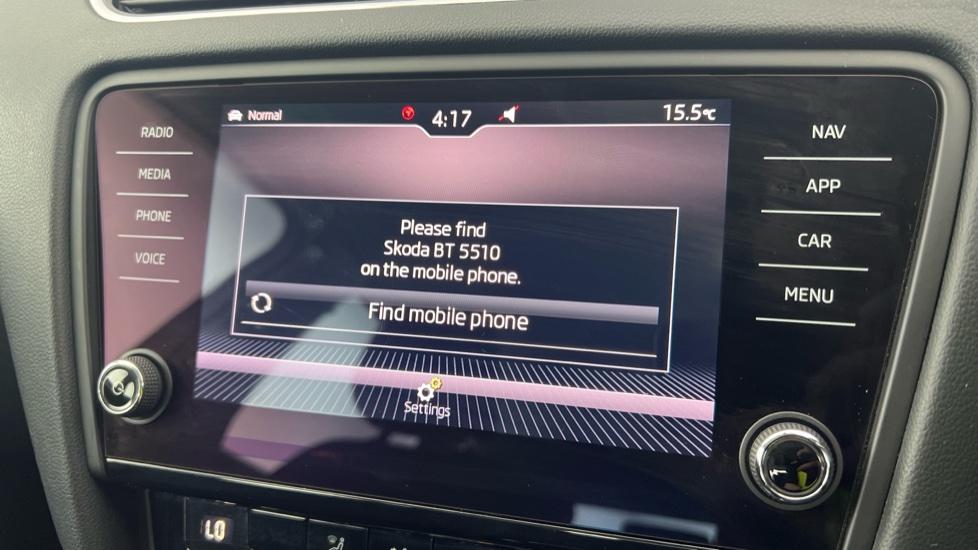 Normal 4:17 15.5°C
RADIO
MEDIA
PHONE
VOICE
Please find
Skoda BT 5510
on the mobile phone.
Find mobile phone
Settings
NAV
APP
CAR
MENU
LO